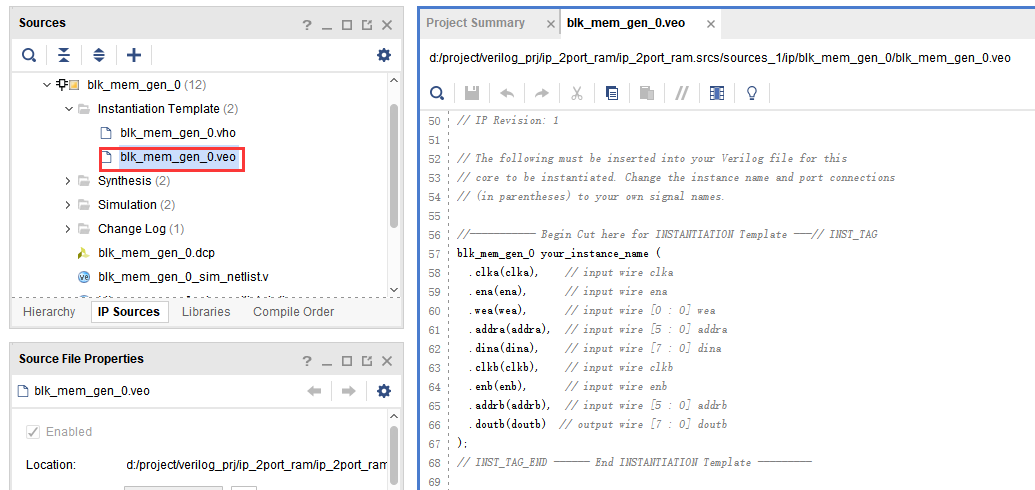 Sources
blk_mem_gen_0 (12)
Instantiation Template (2)
blk_mem_gen_0.vho
blk_mem_gen_0.veo
Synthesis (2)
Simulation (2)
Change Log (1)
blk_mem_gen_0.dcp
blk_mem_gen_0_sim_netlist.v
Hierarchy IP Sources Libraries Compile Order
Source File Properties
blk_mem_gen_0.veo
Enabled
Location: d:/project/verilog_prj/ip_2port_ram/ip_2port_ram
Project Summary blk_mem_gen_0.veo
d:/project/verilog_prj/ip_2port_ram/ip_2port_ram.srcs/sources_1/ip/blk_mem_gen_0/blk_mem_gen_0.veo
50 // IP Revision: 1
51
52 // The following must be inserted into your Verilog file for this
53 // core to be instantiated. Change the instance name and port connections
54 // (in parentheses) to your own signal names.
55
56 //----------- Begin Cut here for INSTANTIATION Template ---// INST_TAG
57 blk_mem_gen_0 your_instance_name (
58 .clka(clka), // input wire clka
59 .ena(ena), // input wire ena
60 .wea(wea), // input wire [0 : 0] wea
61 .addra(addra), // input wire [5 : 0] addra
62 .dina(dina), // input wire [7 : 0] dina
63 .clkb(clkb), // input wire clkb
64 .enb(enb), // input wire enb
65 .addrb(addrb), // input wire [5 : 0] addrb
66 .doutb(doutb) // output wire [7 : 0] doutb
67 );
68 // INST_TAG_END ------ End INSTANTIATION Template ---------
69